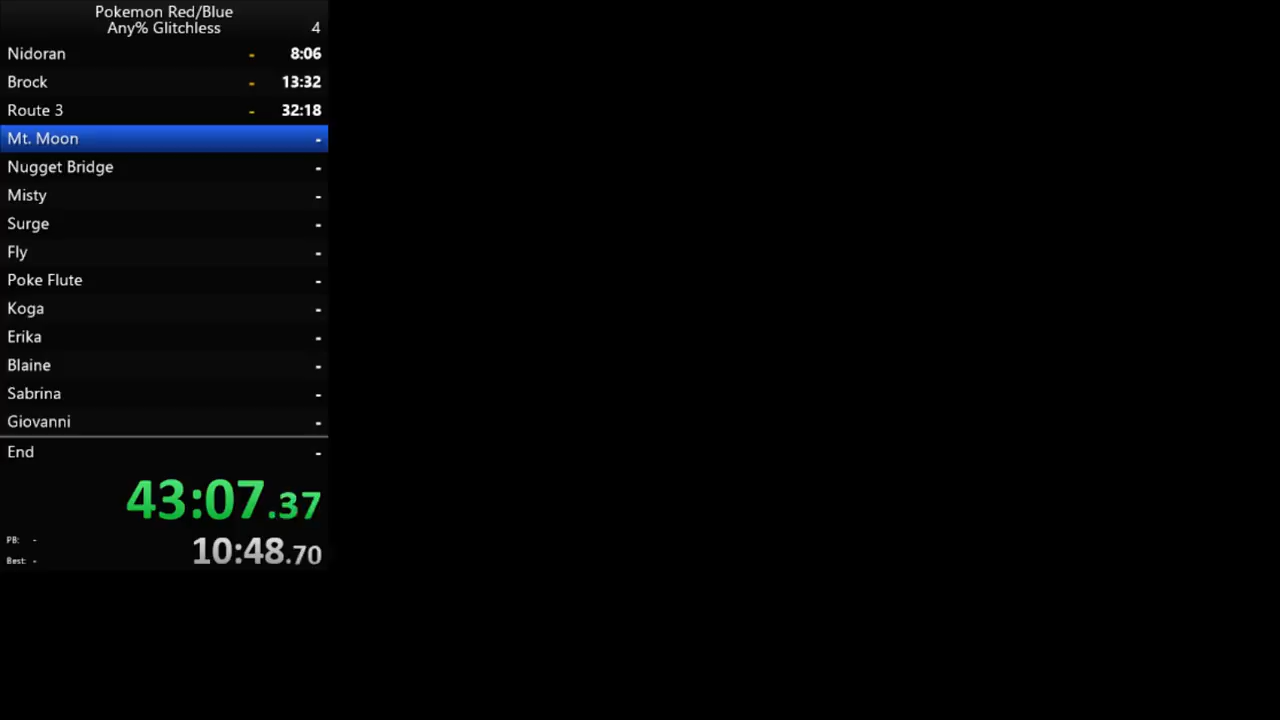 Pokemon Red/Blue
Any% Glitchless 4
Nidoran - 8:06
Brock - 13:32
Route 3 - 32:18
Mt. Moon -
Nugget Bridge -
Misty -
Surge -
Fly -
Poke Flute -
Koga -
Erika -
Blaine -
Sabrina -
Giovanni -
End -
43:07.37
PB: -
10:48.70
Best: -